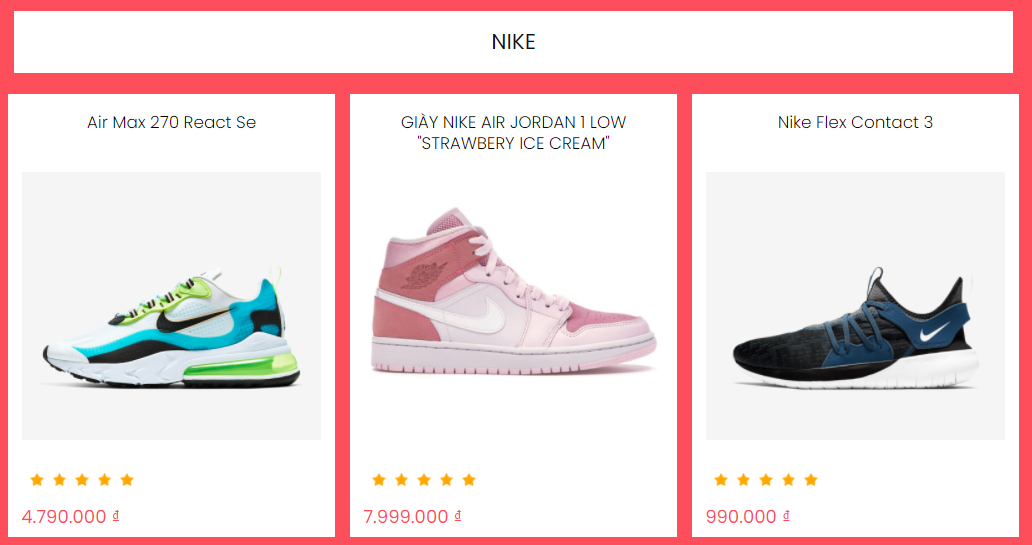 NIKE
Air Max 270 React Se
GIÀY NIKE AIR JORDAN 1 LOW
"STRAWBERY ICE CREAM"
Nike Flex Contact 3
4.790.000 ₫
7.999.000 ₫
990.000 ₫